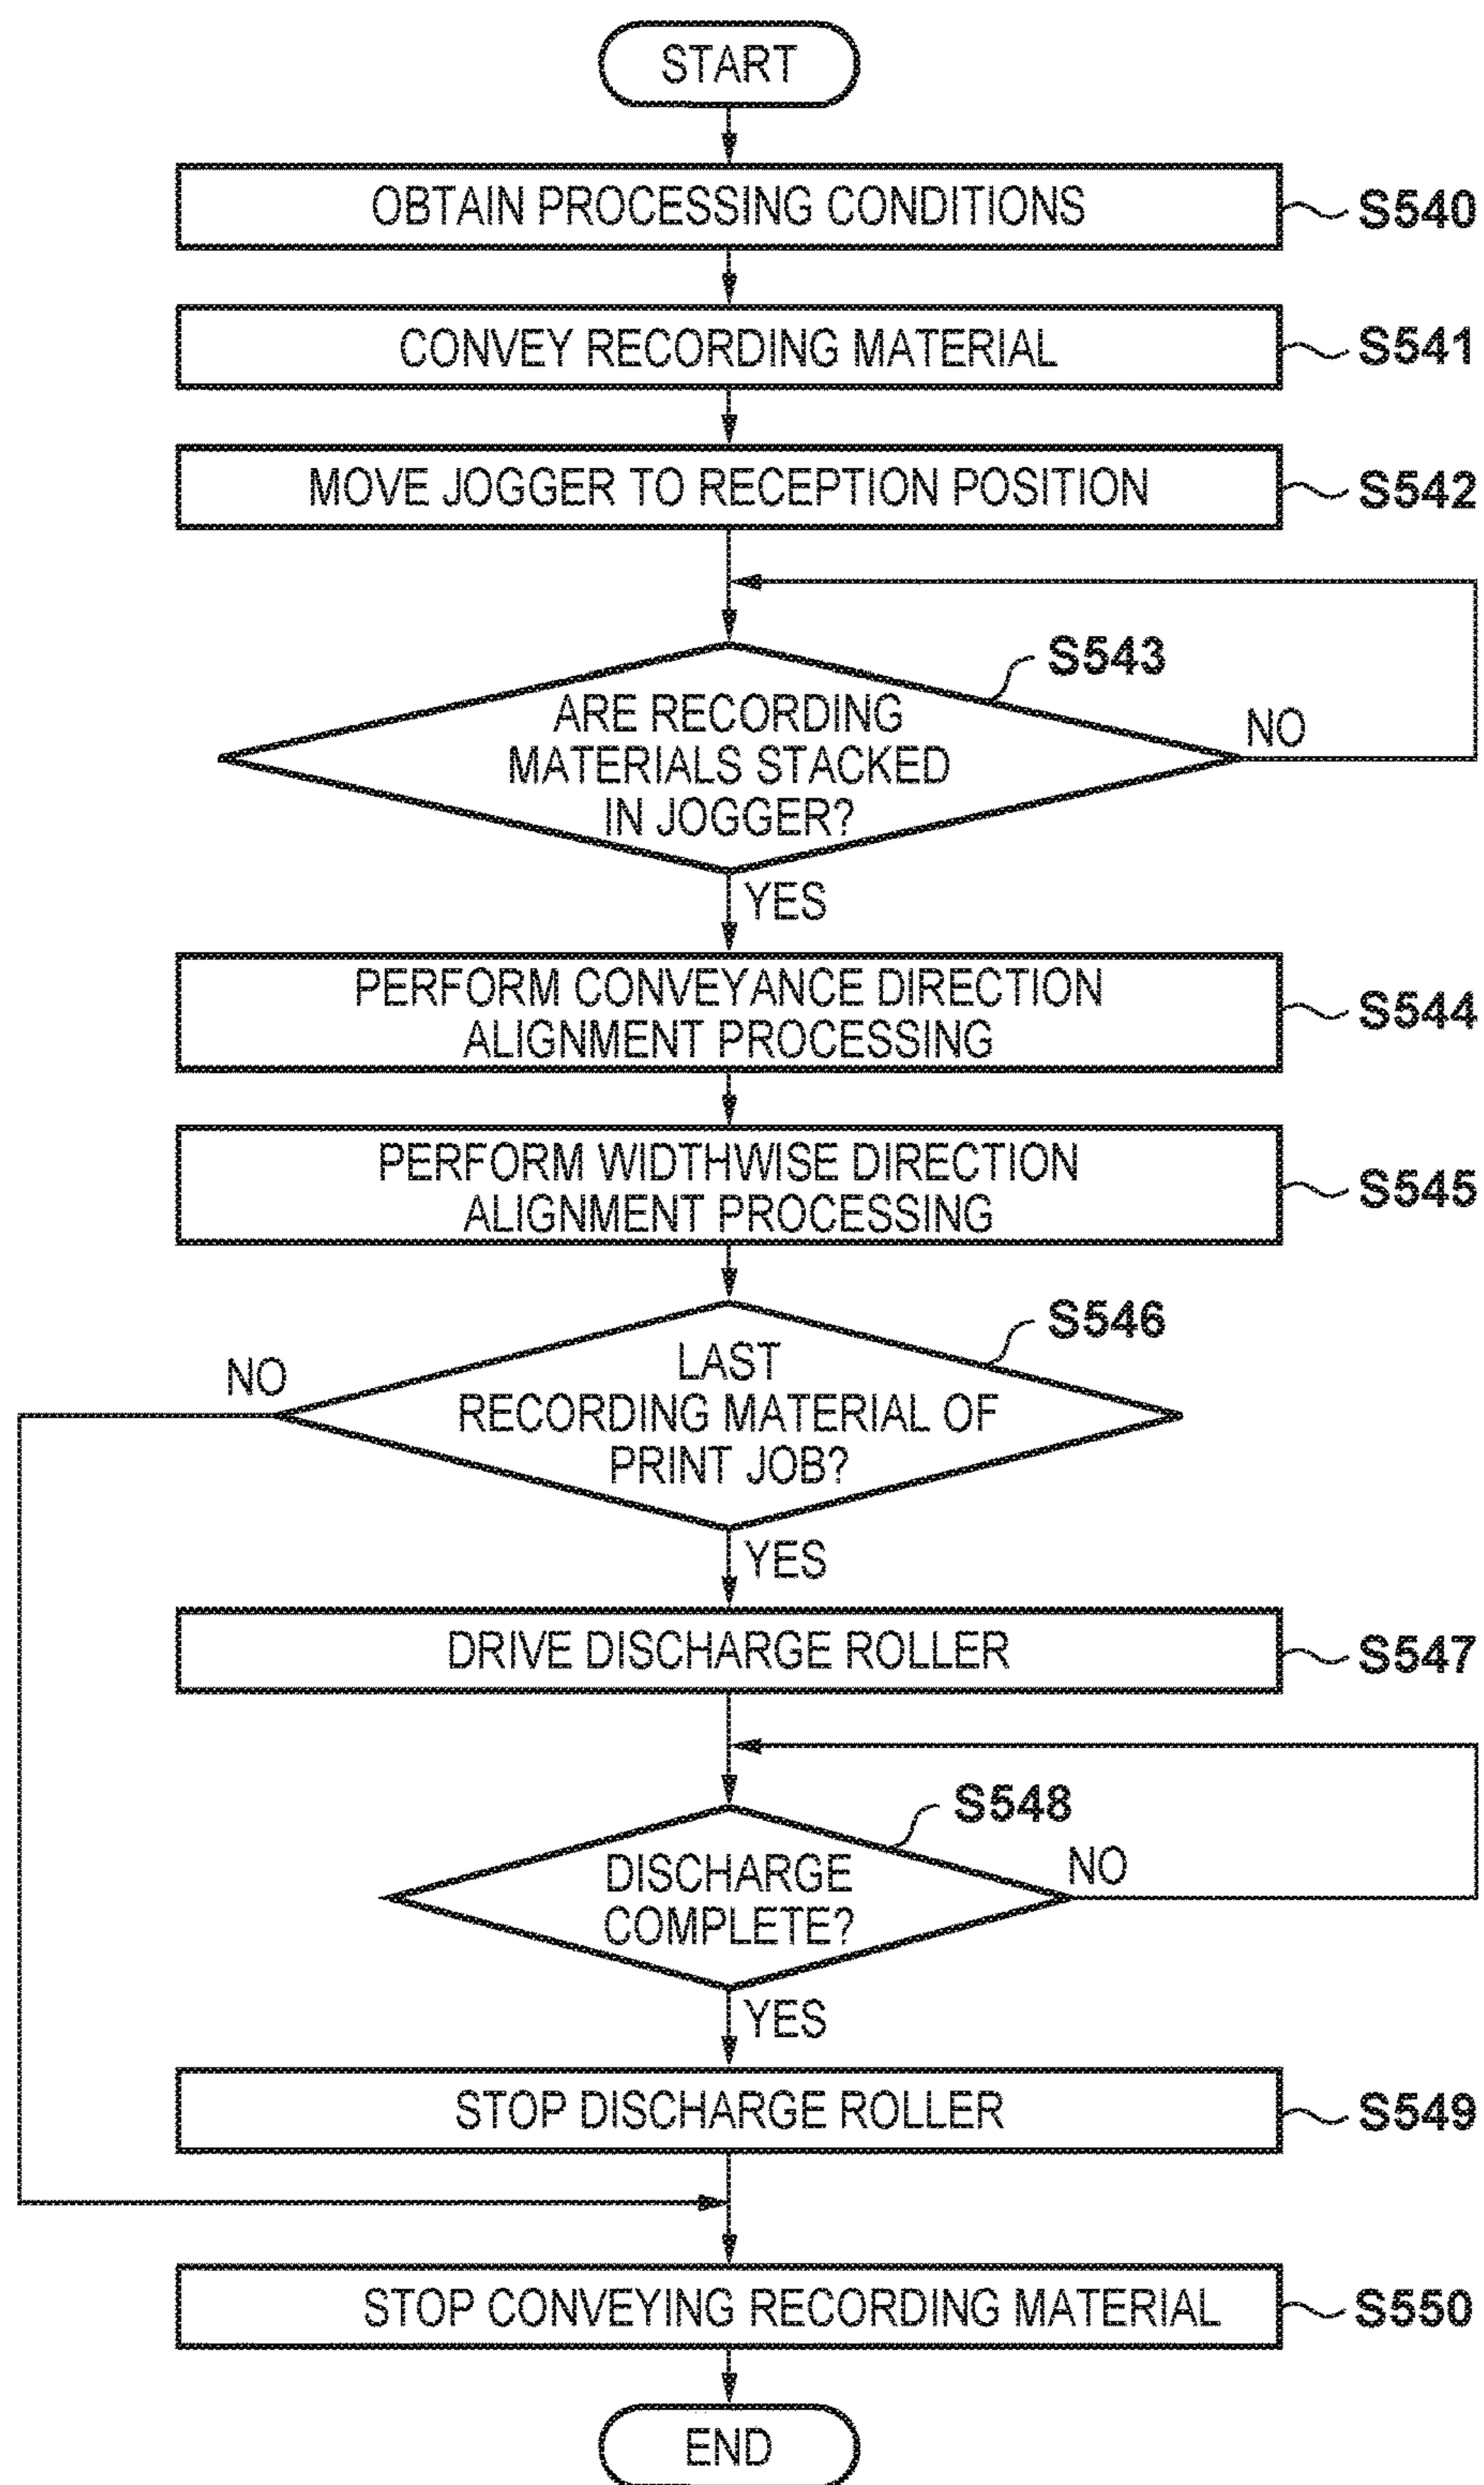 START
OBTAIN PROCESSING CONDITIONS
S540
CONVEY RECORDING MATERIAL
S541
MOVE JOGGER TO RECEPTION POSITION
S542
S543
ARE RECORDING
MATERIALS STACKED
IN JOGGER?
NO
YES
PERFORM CONVEYANCE DIRECTION
ALIGNMENT PROCESSING
S544
PERFORM WIDTHWISE DIRECTION
ALIGNMENT PROCESSING
S545
S546
NO
LAST
RECORDING MATERIAL OF
PRINT JOB?
YES
DRIVE DISCHARGE ROLLER
S547
S548
DISCHARGE
COMPLETE?
NO
YES
STOP DISCHARGE ROLLER
S549
STOP CONVEYING RECORDING MATERIAL
S550
END